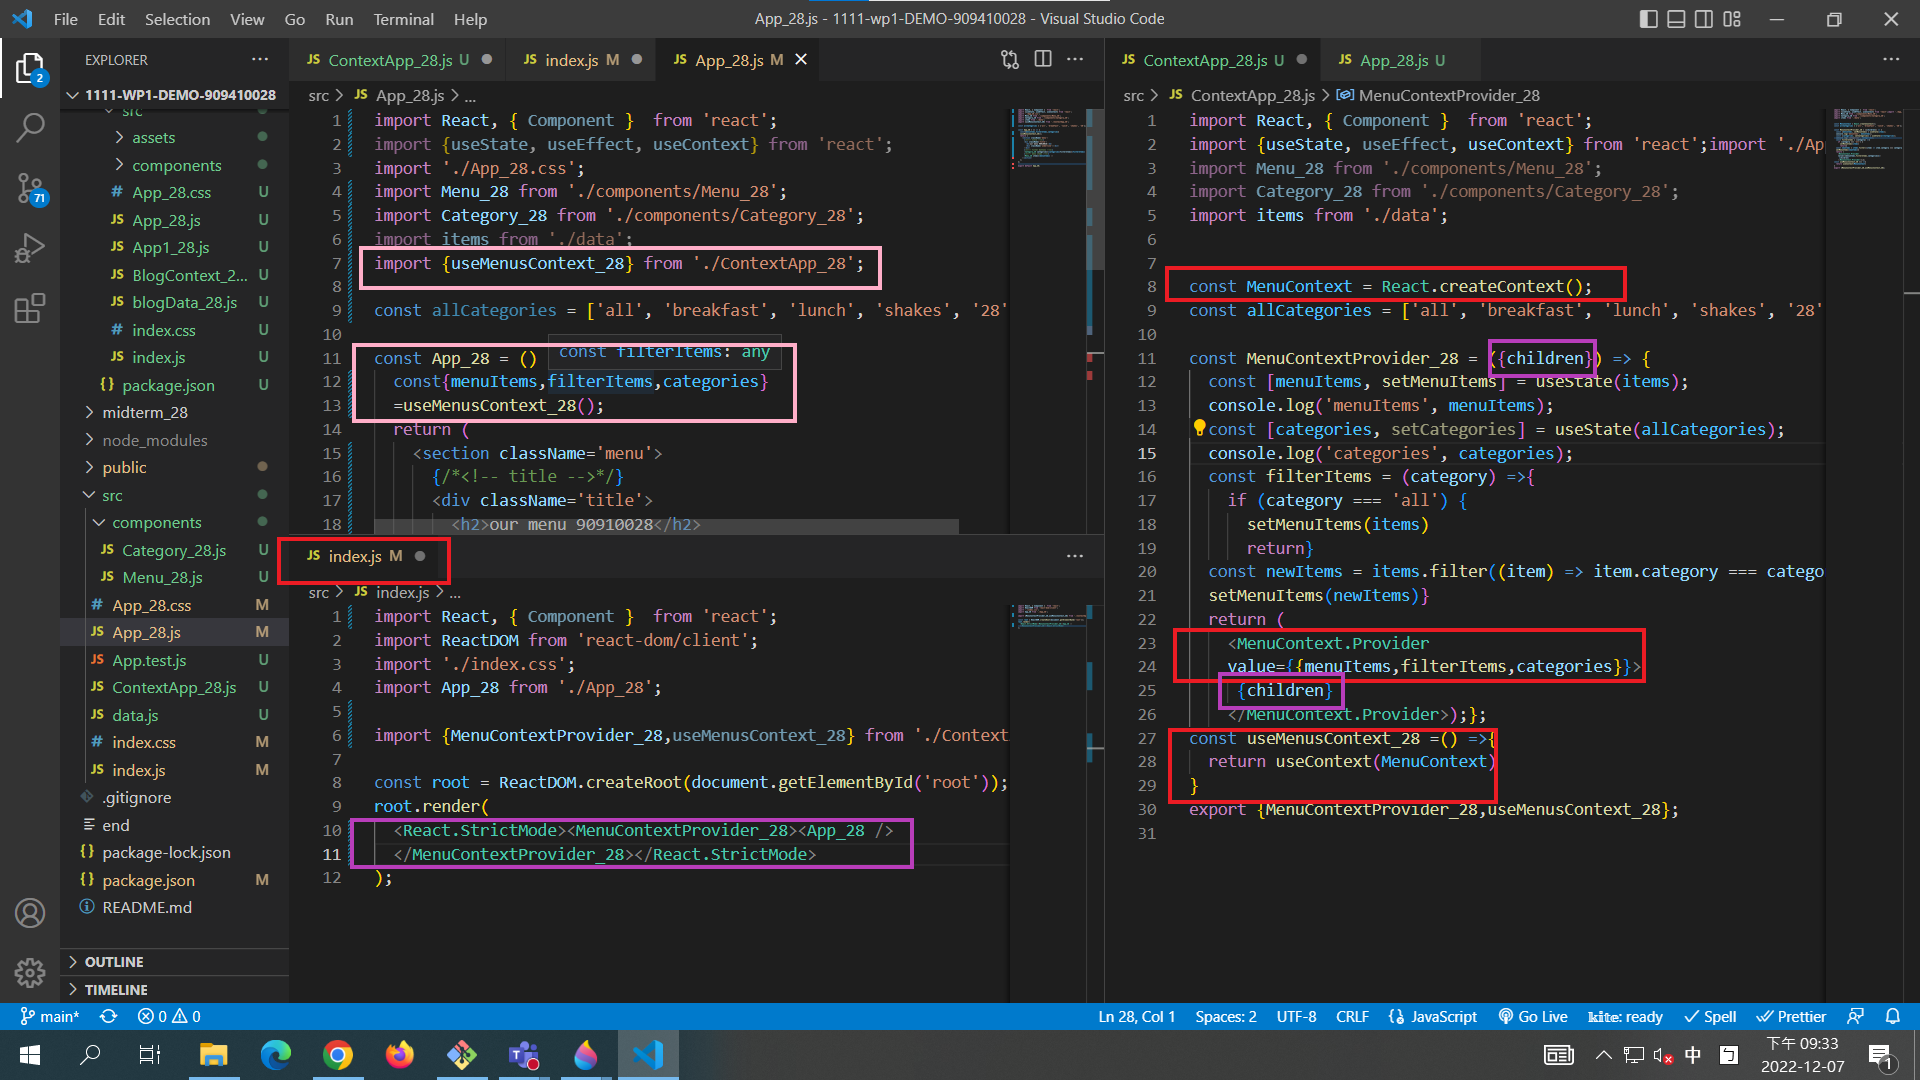 File Edit Selection View Go Run Terminal Help
App_28.js - 1111-wp1-DEMO-909410028 - Visual Studio Code
EXPLORER
1111-WP1-DEMO-909410028
src
assets
components
# App_28.css U
JS App_28.js U
JS App1_28.js U
JS BlogContext_2... U
JS blogData_28.js U
# index.css U
JS index.js U
{} package.json U
midterm_28
node_modules
public
src
components
JS Category_28.js U
JS Menu_28.js U
# App_28.css M
JS App_28.js M
JS App.test.js U
JS ContextApp_28.js U
JS data.js U
# index.css M
JS index.js M
.gitignore
end
{} package-lock.json
{} package.json M
README.md
OUTLINE
TIMELINE
2
71
JS ContextApp_28.js U
JS index.js M
JS App_28.js M
src > JS App_28.js > ...
1 import React, { Component } from 'react';
2 import {useState, useEffect, useContext} from 'react';
3 import './App_28.css';
4 import Menu_28 from './components/Menu_28';
5 import Category_28 from './components/Category_28';
6 import items from './data';
7 import {useMenusContext_28} from './ContextApp_28';
8
9 const allCategories = ['all', 'breakfast', 'lunch', 'shakes', '28'
10
const filterItems: any
11 const App_28 = ()
12 const{menuItems,filterItems,categories}
13 =useMenusContext_28();
14 return (
15 <section className='menu'>
16 {/*<!-- title -->*/}
17 <div className='title'>
18 <h2>our menu 90910028</h2>
JS index.js M
src > JS index.js > ...
1 import React, { Component } from 'react';
2 import ReactDOM from 'react-dom/client';
3 import './index.css';
4 import App_28 from './App_28';
5
6 import {MenuContextProvider_28,useMenusContext_28} from './Context
7
8 const root = ReactDOM.createRoot(document.getElementById('root'));
9 root.render(
10 <React.StrictMode><MenuContextProvider_28><App_28 />
11 </MenuContextProvider_28></React.StrictMode>
12 );
JS ContextApp_28.js U
JS App_28.js U
src > JS ContextApp_28.js > MenuContextProvider_28
1 import React, { Component } from 'react';
2 import {useState, useEffect, useContext} from 'react';import './Ap
3 import Menu_28 from './components/Menu_28';
4 import Category_28 from './components/Category_28';
5 import items from './data';
6
7
8 const MenuContext = React.createContext();
9 const allCategories = ['all', 'breakfast', 'lunch', 'shakes', '28'
10
11 const MenuContextProvider_28 = ({children}) => {
12 const [menuItems, setMenuItems] = useState(items);
13 console.log('menuItems', menuItems);
14 const [categories, setCategories] = useState(allCategories);
15 console.log('categories', categories);
16 const filterItems = (category) =>{
17 if (category === 'all') {
18 setMenuItems(items)
19 return}
20 const newItems = items.filter((item) => item.category === catego
21 setMenuItems(newItems)}
22 return (
23 <MenuContext.Provider
24 value={{menuItems,filterItems,categories}}>
25 {children}
26 </MenuContext.Provider>);};
27 const useMenusContext_28 =() =>{
28 return useContext(MenuContext)
29 }
30 export {MenuContextProvider_28,useMenusContext_28};
31
main* 0 0
Ln 28, Col 1 Spaces: 2 UTF-8 CRLF JavaScript Go Live kite: ready Spell Prettier
中
下午 09:33
2022-12-07
1